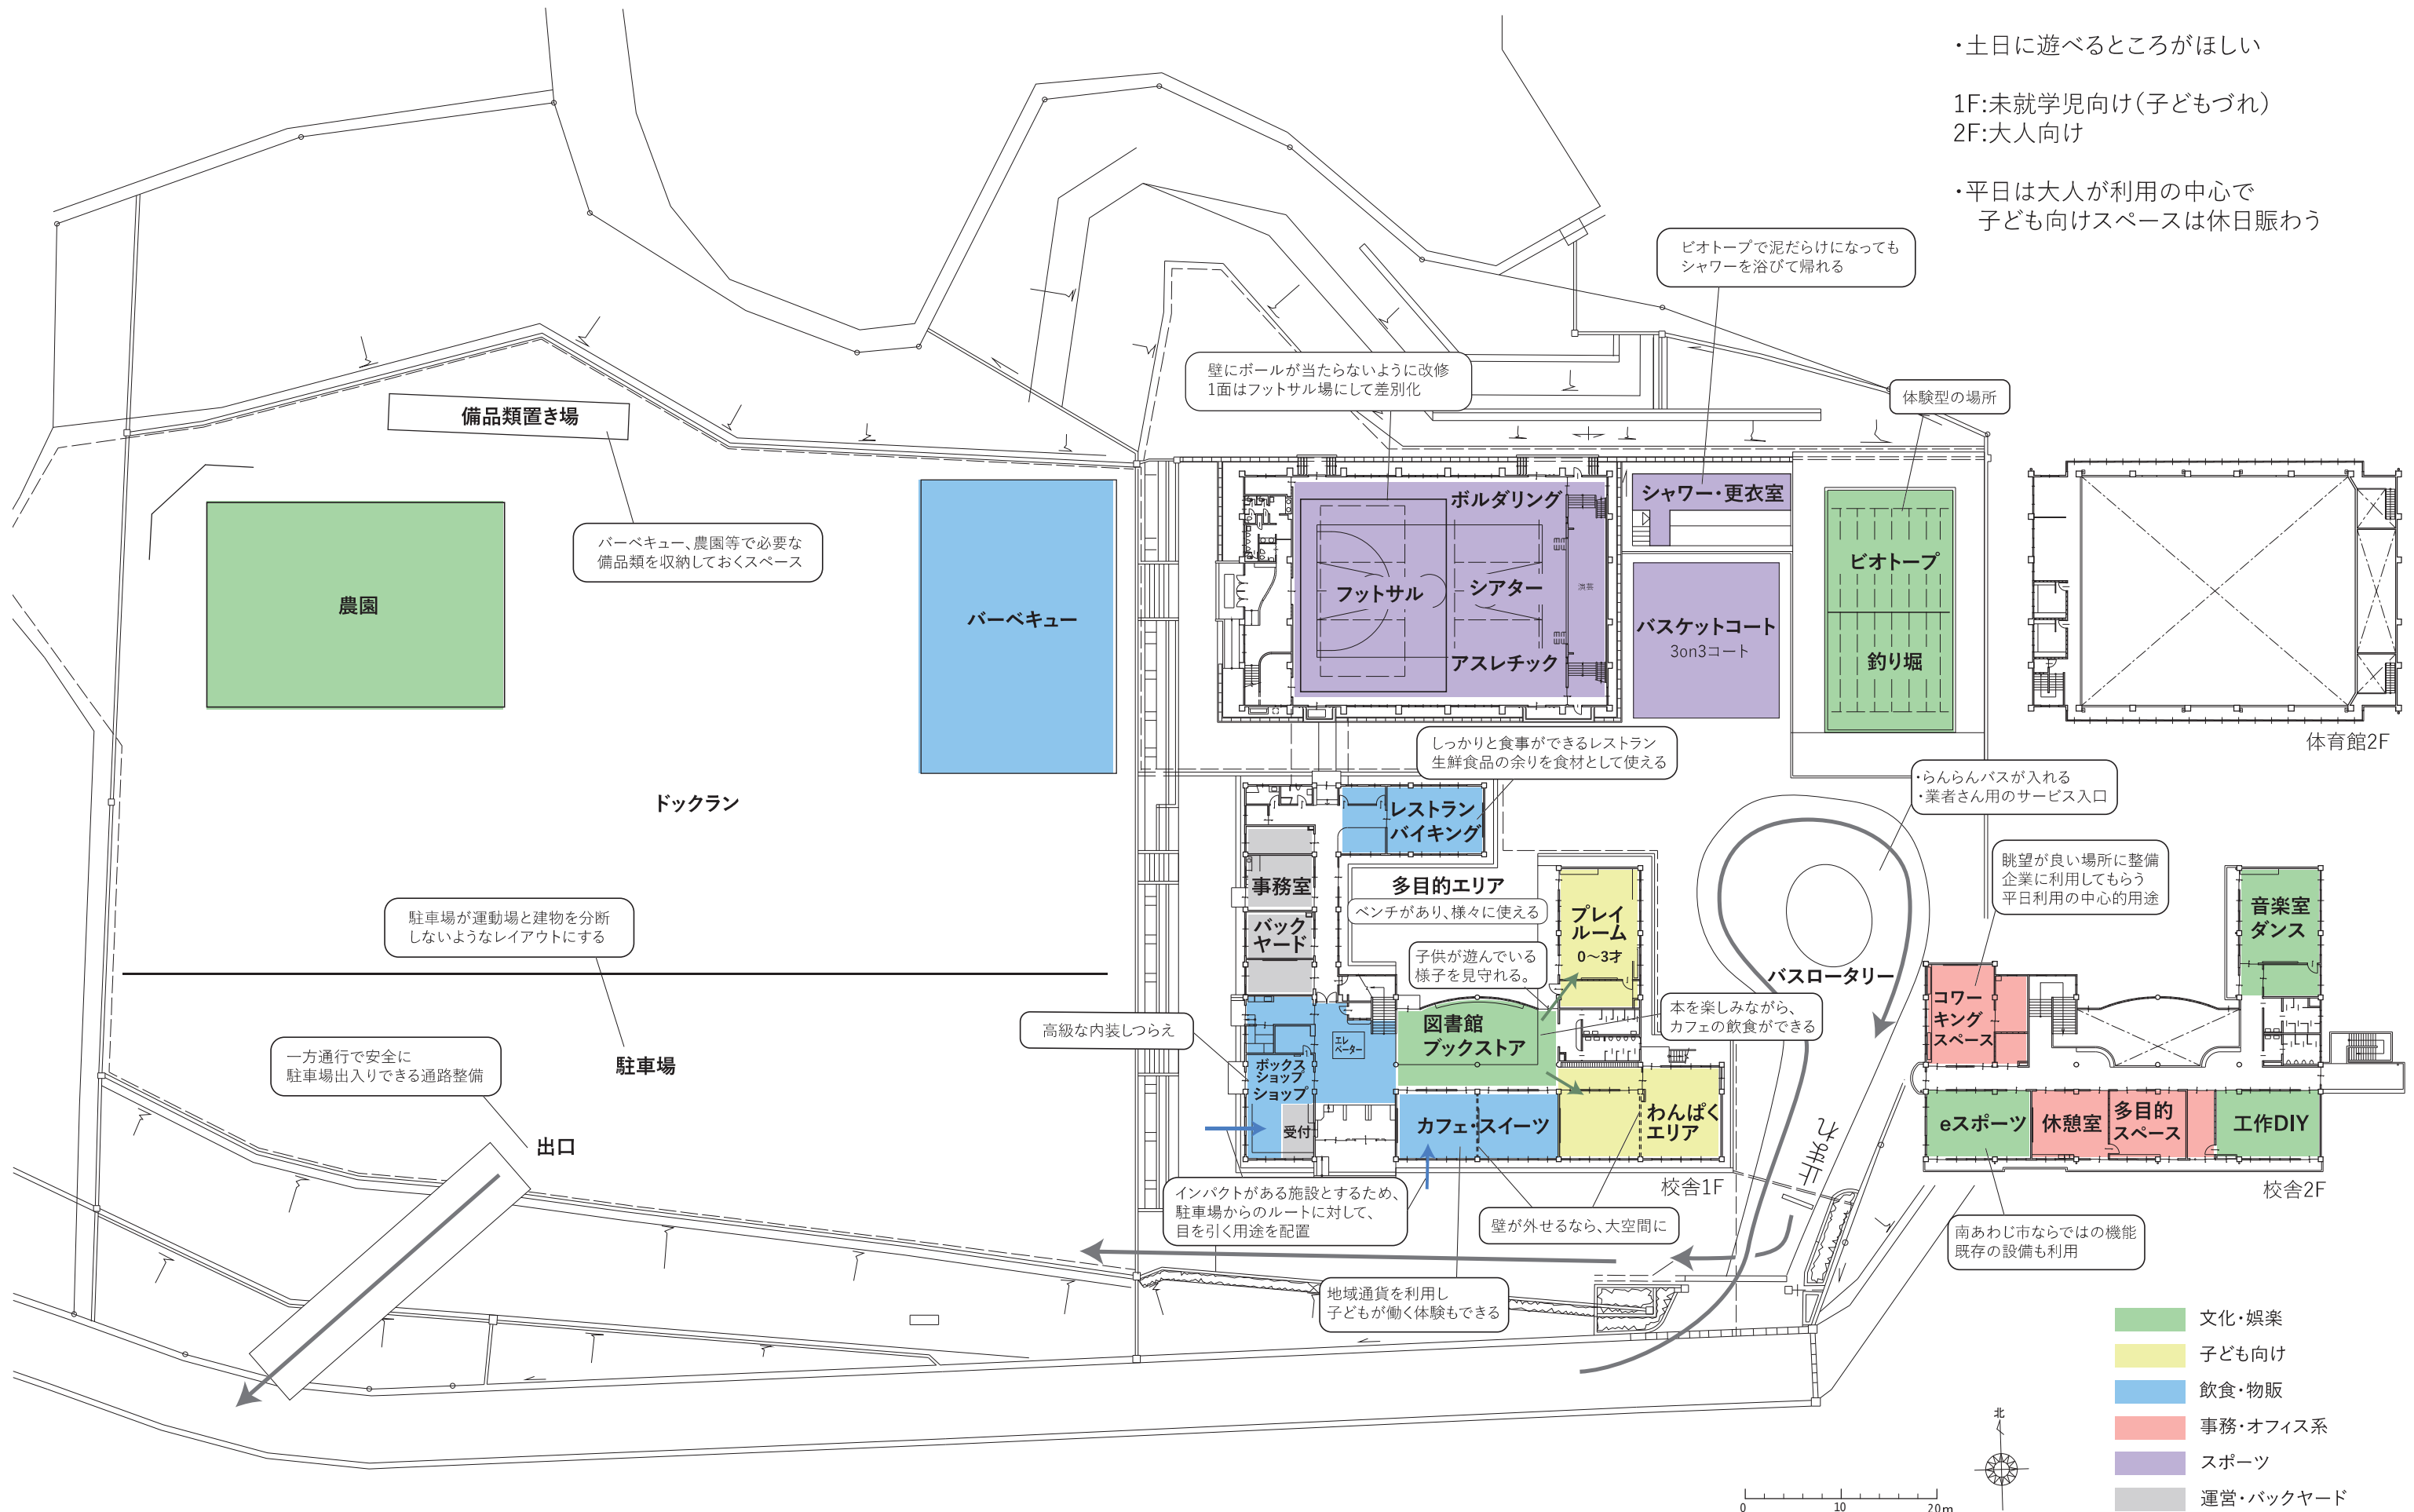 ・土日に遊べるところがほしい
1F:未就学児向け(子どもづれ)
2F:大人向け
・平日は大人が利用の中心で
子ども向けスペースは休日賑わう
ビオトープで泥だらけになっても
シャワーを浴びて帰れる
壁にボールが当たらないように改修
1面はフットサル場にして差別化
体験型の場所
備品類置き場
バーベキュー、農園等で必要な
備品類を収納しておくスペース
農園
バーベキュー
ボルダリング
フットサル
シアター
アスレチック
シャワー・更衣室
バスケットコート
3on3コート
ビオトープ
釣り堀
体育館2F
ドックラン
しっかりと食事ができるレストラン
生鮮食品の余りを食材として使える
・らんらんバスが入れる
・業者さん用のサービス入口
レストラン
バイキング
事務室
バック
ヤード
多目的エリア
ベンチがあり、様々に使える
プレイ
ルーム
0〜3才
子供が遊んでいる
様子を見守れる。
バスロータリー
眺望が良い場所に整備
企業に利用してもらう
平日利用の中心的用途
音楽室
ダンス
コワー
キング
スペース
駐車場が運動場と建物を分断
しないようなレイアウトにする
高級な内装しつらえ
エレ
ベーター
図書館
ブックストア
本を楽しみながら、
カフェの飲食ができる
一方通行で安全に
駐車場出入りできる通路整備
駐車場
出口
ボックス
ショップ
ショップ
受付
カフェ・スイーツ
わんぱく
エリア
eスポーツ
休憩室
多目的
スペース
工作DIY
校舎1F
校舎2F
インパクトがある施設とするため、
駐車場からのルートに対して、
目を引く用途を配置
壁が外せるなら、大空間に
南あわじ市ならではの機能
既存の設備も利用
地域通貨を利用し
子どもが働く体験もできる
文化・娯楽
子ども向け
飲食・物販
事務・オフィス系
スポーツ
運営・バックヤード
北
0 10 20m